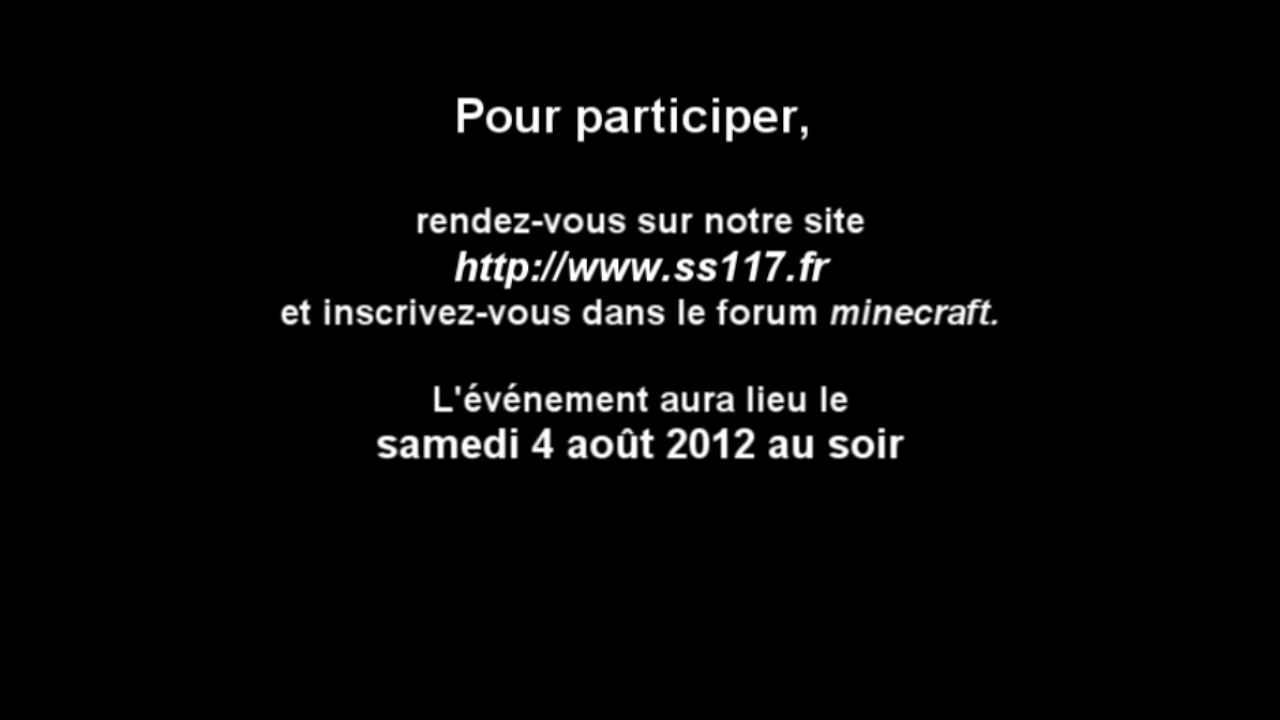 Pour participer,
rendez-vous sur notre site
http://www.ss117.fr
et inscrivez-vous dans le forum minecraft.
L'événement aura lieu le
samedi 4 août 2012 au soir